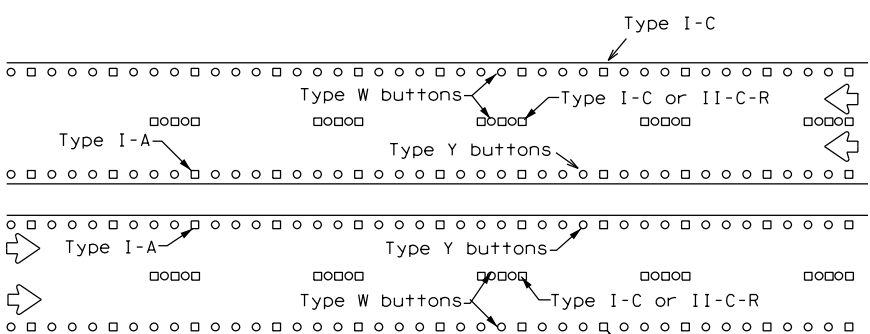 Type I-C
Type W buttons
Type I-C or II-C-R
Type I-A
Type Y buttons
Type I-A
Type Y buttons
Type W buttons
Type I-C or II-C-R